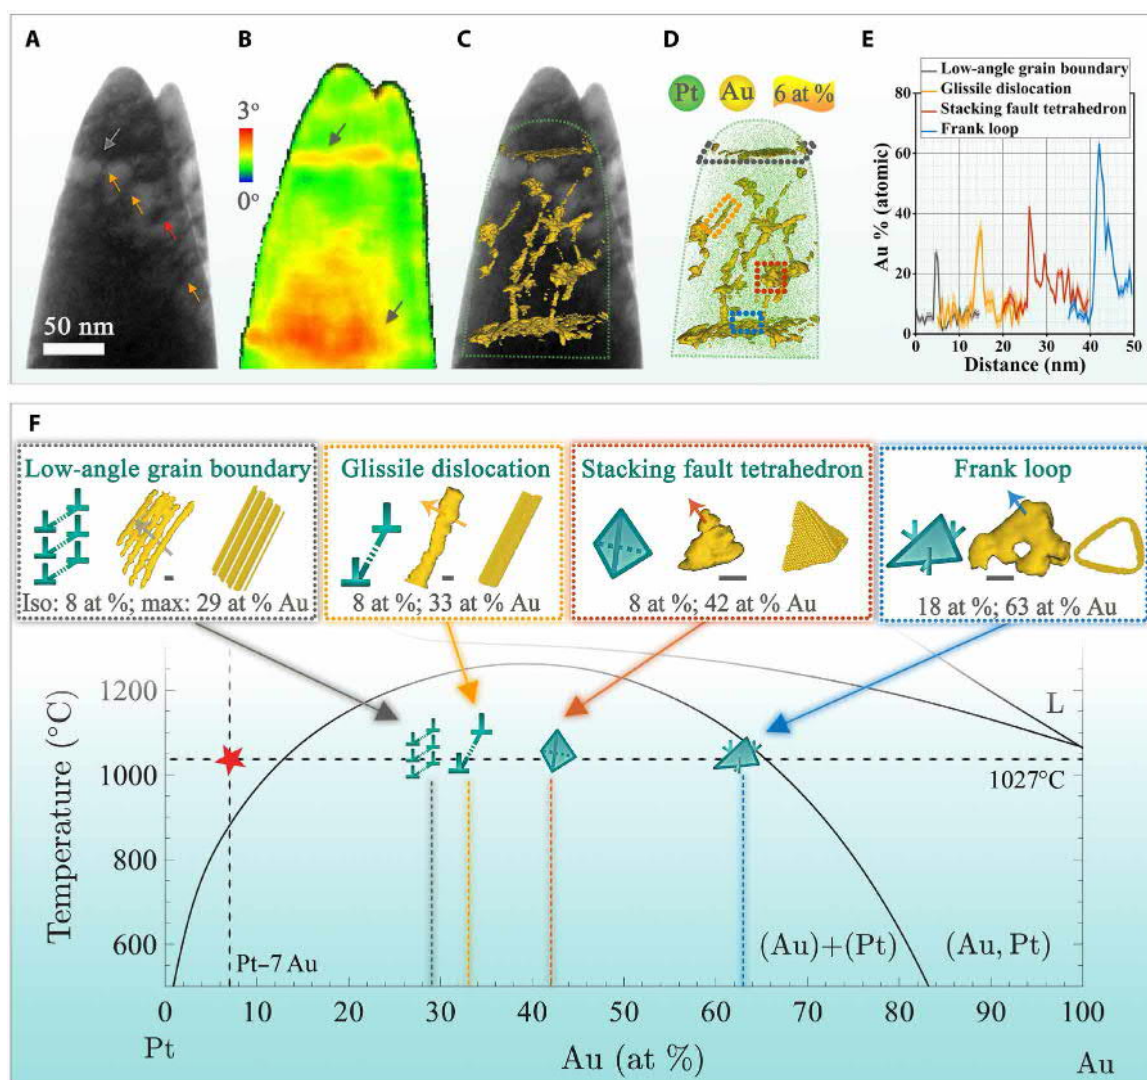 A
B
C
D
E
3°
0°
50 nm
Pt
Au
6 at %
Low-angle grain boundary
Glissile dislocation
Stacking fault tetrahedron
Frank loop
Au % (atomic)
80
60
40
20
0
0 10 20 30 40 50
Distance (nm)
F
Low-angle grain boundary
Iso: 8 at %; max: 29 at % Au
Glissile dislocation
8 at %; 33 at % Au
Stacking fault tetrahedron
8 at %; 42 at % Au
Frank loop
18 at %; 63 at % Au
Temperature (°C)
1200
1000
800
600
L
1027°C
Pt–7 Au
(Au)+(Pt)
(Au, Pt)
0 10 20 30 40 50 60 70 80 90 100
Pt
Au (at %)
Au